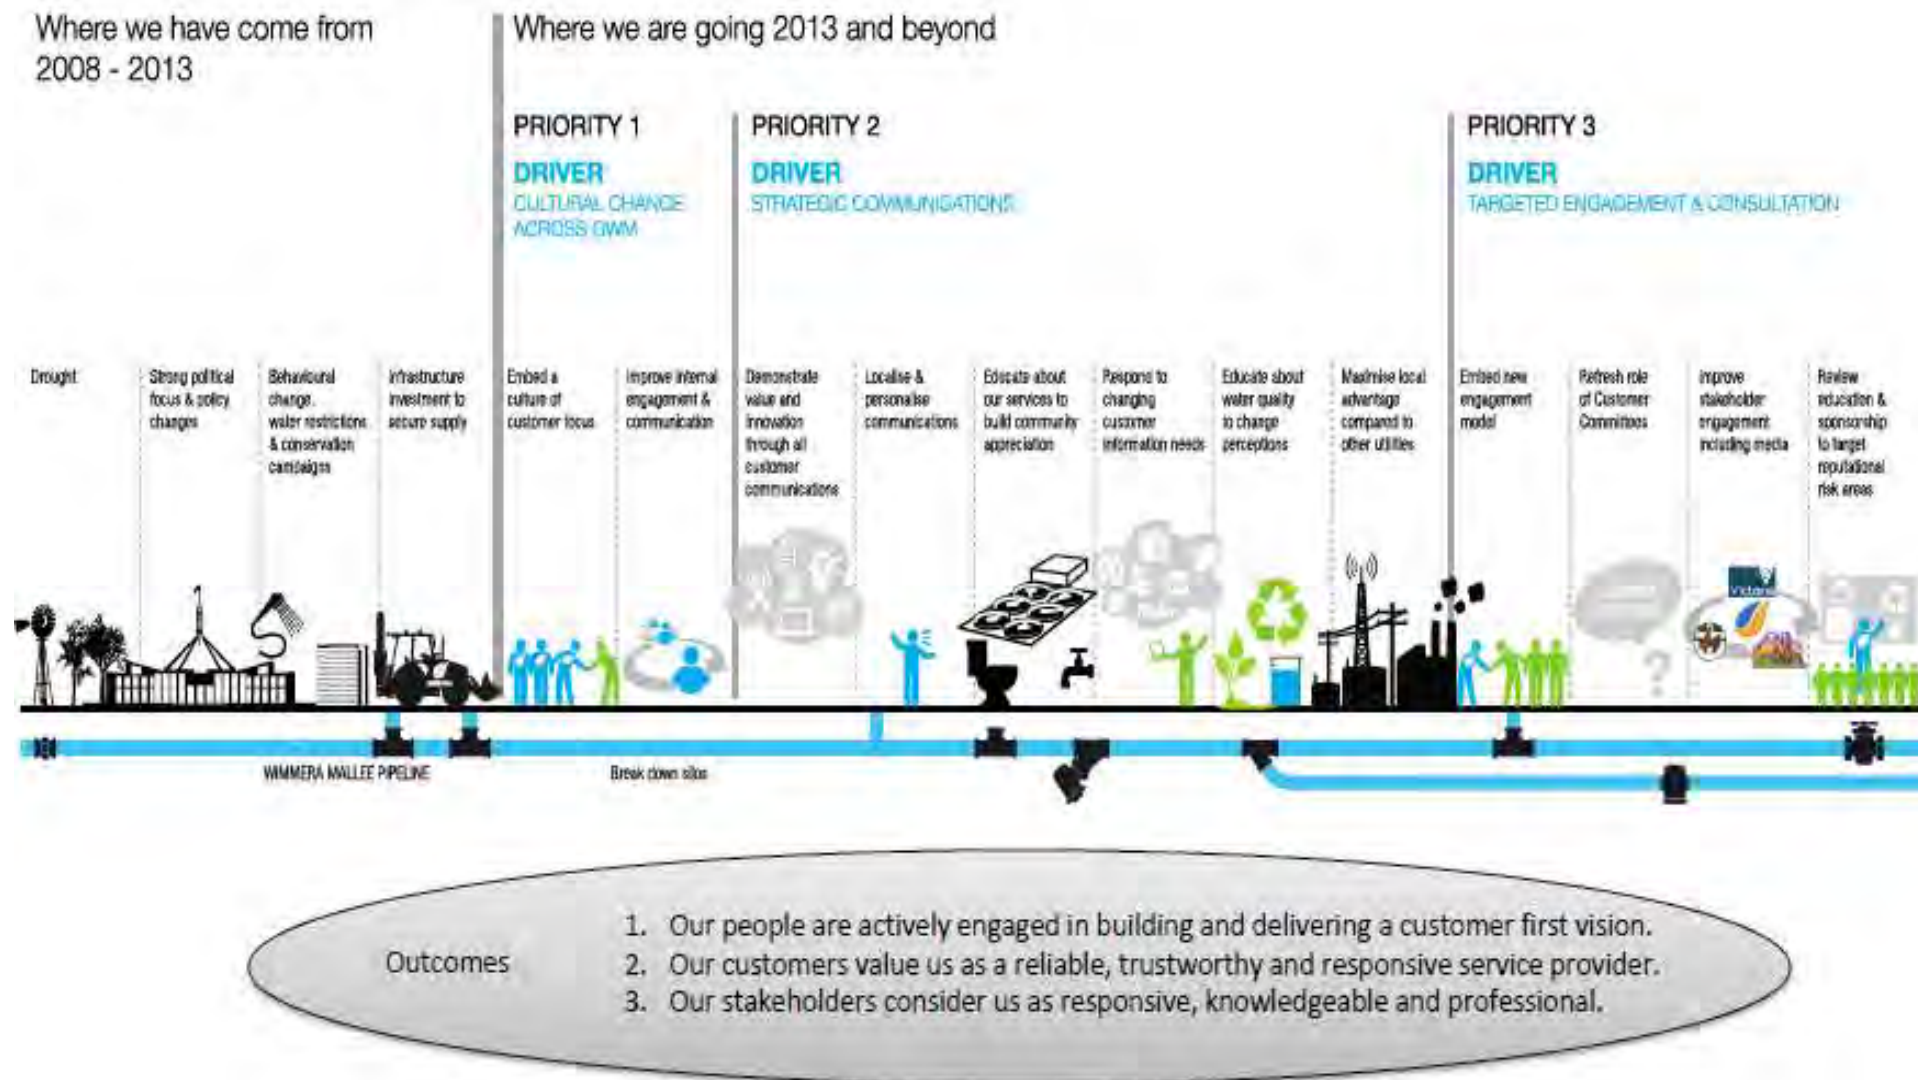 Where we have come from
2008 - 2013
Where we are going 2013 and beyond
PRIORITY 1
DRIVER
CULTURAL CHANGE
ACROSS GWM
PRIORITY 2
DRIVER
STRATEGIC COMMUNICATIONS
PRIORITY 3
DRIVER
TARGETED ENGAGEMENT & CONSULTATION
Drought
Strong political
focus & policy
changes
Behavioural
change,
water restrictions
& conservation
campaigns
Infrastructure
investment to
secure supply
Embed a
culture of
customer focus
Improve internal
engagement &
communication
Demonstrate
value and
innovation
through all
customer
communications
Localise &
personalise
communications
Educate about
our services to
build community
appreciation
Respond to
changing
customer
information needs
Educate about
water quality
to change
perceptions
Maximise local
advantage
compared to
other utilities
Embed new
engagement
model
Refresh role
of Customer
Committees
Improve
stakeholder
engagement
including media
Review
education &
sponsorship
to target
reputational
risk areas
?
Victoria
WIMMERA MALLEE PIPELINE
Break down silos
Outcomes
1. Our people are actively engaged in building and delivering a customer first vision.
2. Our customers value us as a reliable, trustworthy and responsive service provider.
3. Our stakeholders consider us as responsive, knowledgeable and professional.